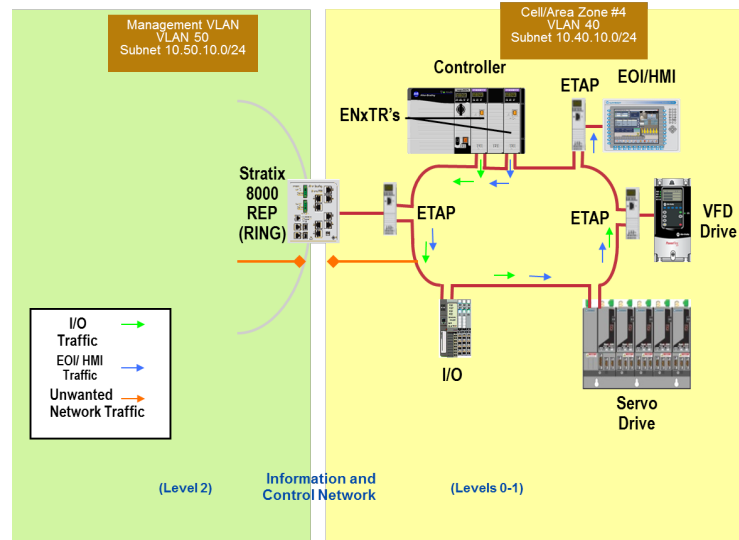 Management VLAN
VLAN 50
Subnet 10.50.10.0/24
Cell/Area Zone #4
VLAN 40
Subnet 10.40.10.0/24
Controller
ETAP
EOI/HMI
ENxTR's
Stratix
8000
REP
(RING)
ETAP
ETAP
VFD
Drive
I/O
Traffic
EOI/ HMI
Traffic
Unwanted
Network Traffic
I/O
Servo
Drive
(Level 2)
Information and
Control Network
(Levels 0-1)